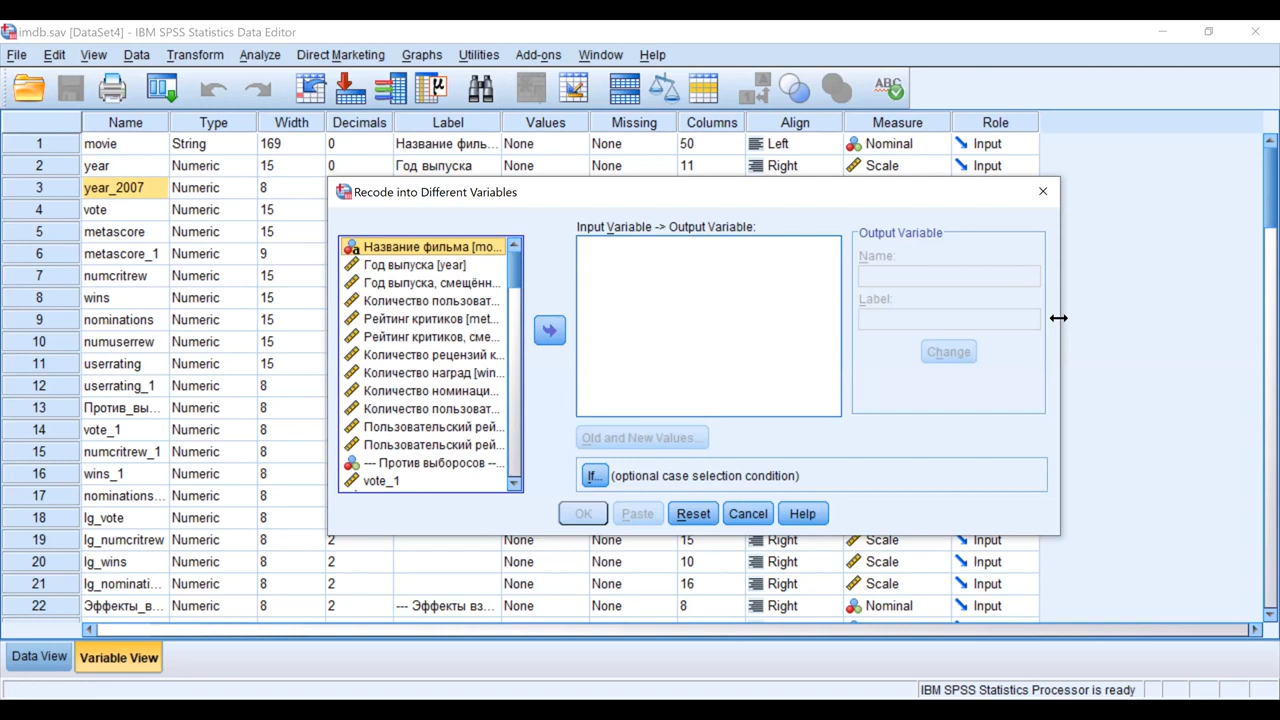 imdb.sav [DataSet4] - IBM SPSS Statistics Data Editor
File Edit View Data Transform Analyze Direct Marketing Graphs Utilities Add-ons Window Help
A
A
ABC
Name Type Width Decimals Label Values Missing Columns Align Measure Role
1 movie String 169 0 Название филь... None None 50 Left Nominal Input
2 year Numeric 15 0 Год выпуска None None 11 Right Scale Input
3 year_2007 Numeric 8
4 vote Numeric 15
5 metascore Numeric 15
6 metascore_1 Numeric 9
7 numcritrew Numeric 15
8 wins Numeric 15
9 nominations Numeric 15
10 numuserrew Numeric 15
11 userrating Numeric 15
12 userrating_1 Numeric 8
13 Против_вы... Numeric 8
14 vote_1 Numeric 8
15 numcritrew_1 Numeric 8
16 wins_1 Numeric 8
17 nominations... Numeric 8
18 lg_vote Numeric 8
19 lg_numcritrew Numeric 8 2 None None 15 Right Scale Input
20 lg_wins Numeric 8 2 None None 10 Right Scale Input
21 lg_nominati... Numeric 8 2 None None 16 Right Scale Input
22 Эффекты_в... Numeric 8 2 --- Эффекты вз... None None 8 Right Nominal Input
Recode into Different Variables
Название фильма [mo...
Год выпуска [year]
Год выпуска, смещённ...
Количество пользоват...
Рейтинг критиков [met...
Рейтинг критиков, сме...
Количество рецензий к...
Количество наград [win...
Количество номинаци...
Количество пользоват...
Пользовательский рей...
Пользовательский рей...
--- Против выборосов --...
vote_1
Input Variable -> Output Variable:
Output Variable
Name:
Label:
Change
Old and New Values...
If... (optional case selection condition)
OK Paste Reset Cancel Help
Data View Variable View
IBM SPSS Statistics Processor is ready